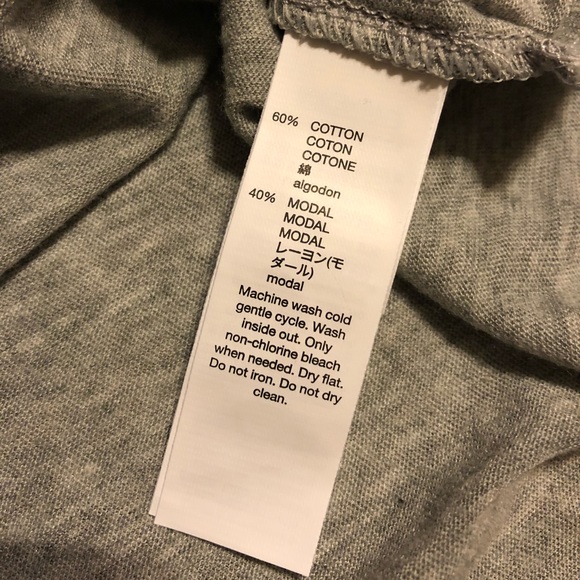 60% COTTON
COTON
COTONE
綿
algodon
40% MODAL
MODAL
MODAL
レーヨン(モ
ダール)
modal
Machine wash cold
gentle cycle. Wash
inside out. Only
non-chlorine bleach
when needed. Dry flat.
Do not iron. Do not dry
clean.